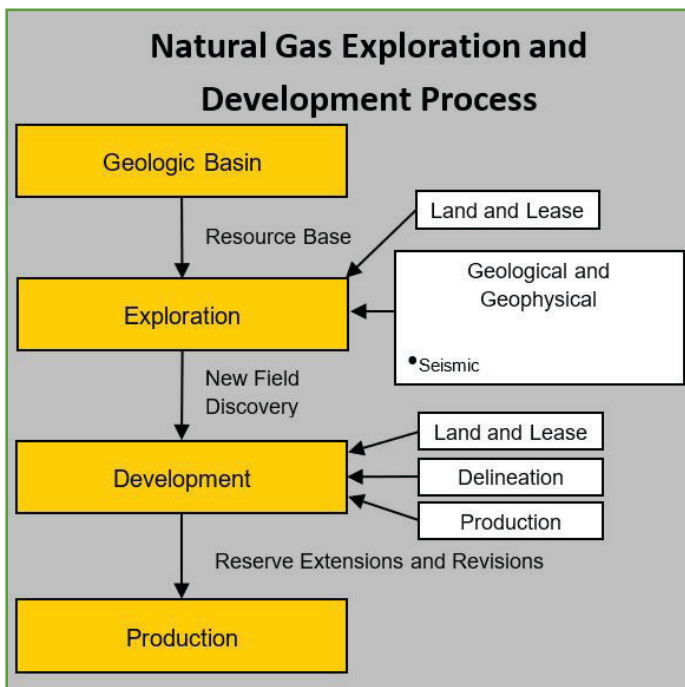 Natural Gas Exploration and
Development Process
Geologic Basin
Land and Lease
Resource Base
Geological and
Geophysical
Exploration
•Seismic
New Field
Discovery
Land and Lease
Development
Delineation
Production
Reserve Extensions and Revisions
Production